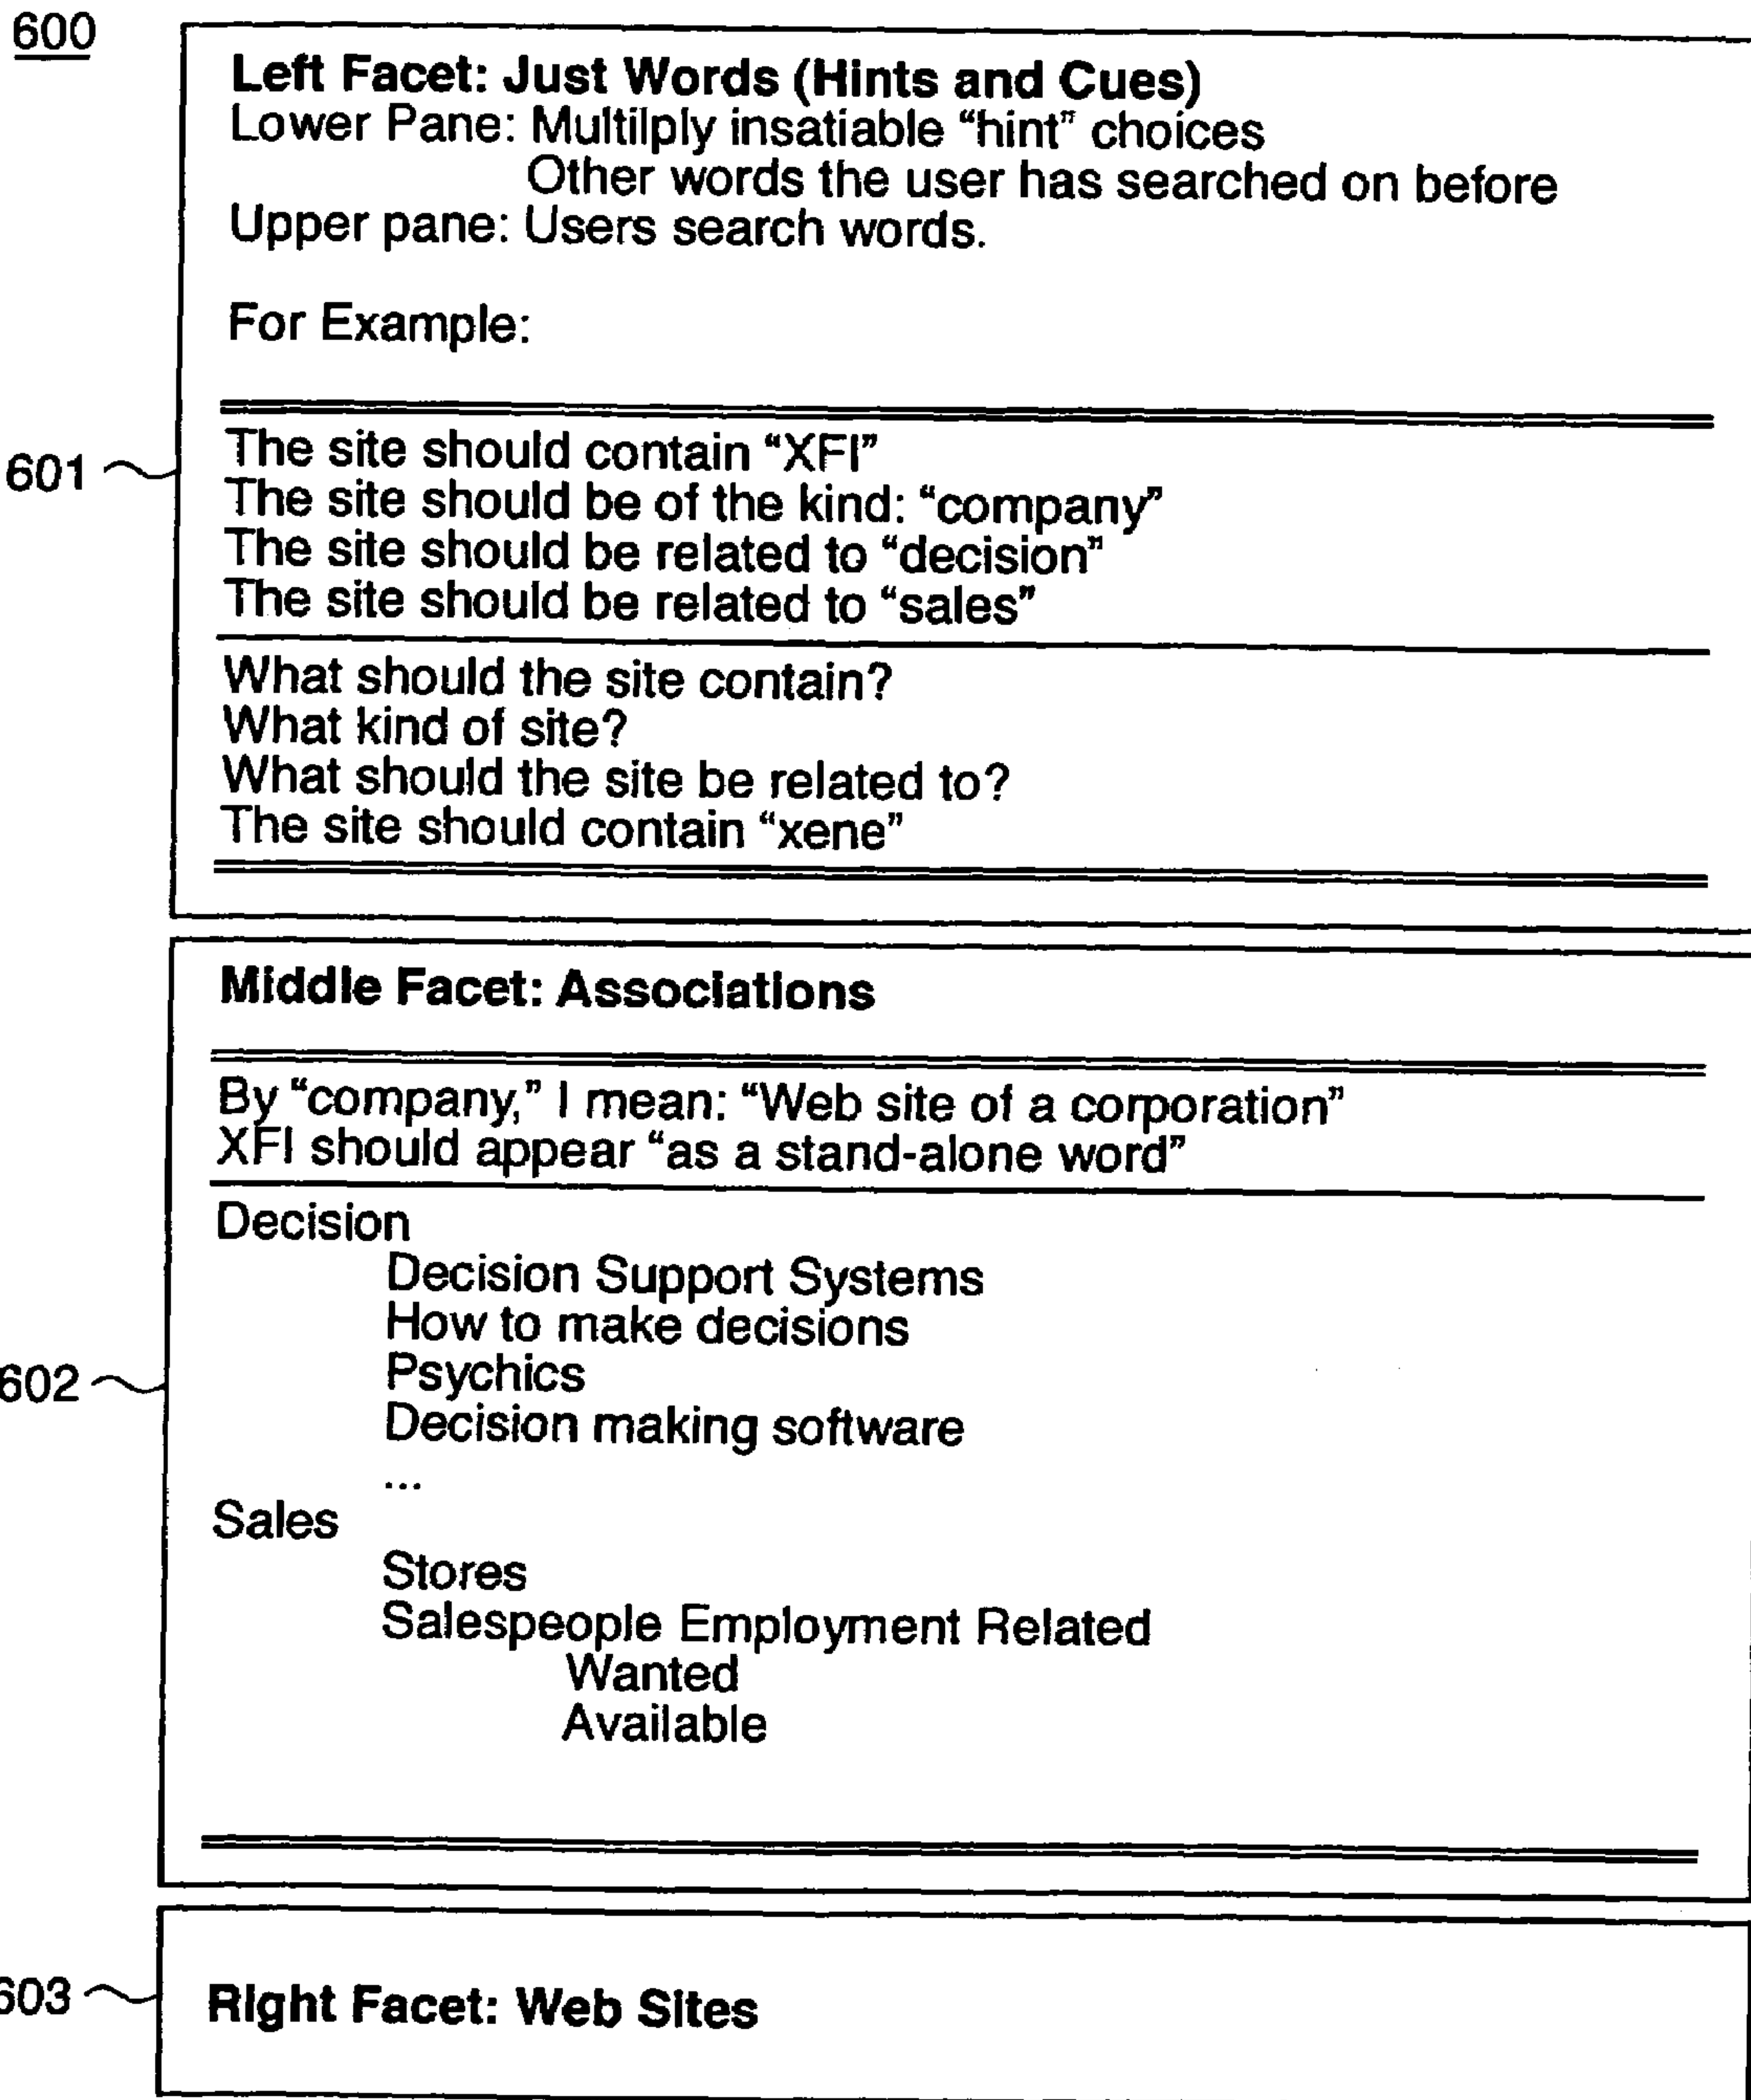 600
Left Facet: Just Words (Hints and Cues)
Lower Pane: Multilply insatiable “hint” choices
Other words the user has searched on before
Upper pane: Users search words.
For Example:
601
The site should contain “XFI”
The site should be of the kind: “company”
The site should be related to “decision”
The site should be related to “sales”
What should the site contain?
What kind of site?
What should the site be related to?
The site should contain “xene”
Middle Facet: Associations
By “company,” I mean: “Web site of a corporation”
XFI should appear “as a stand-alone word”
Decision
Decision Support Systems
How to make decisions
Psychics
602
Decision making software
...
Sales
Stores
Salespeople Employment Related
Wanted
Available
603
Right Facet: Web Sites